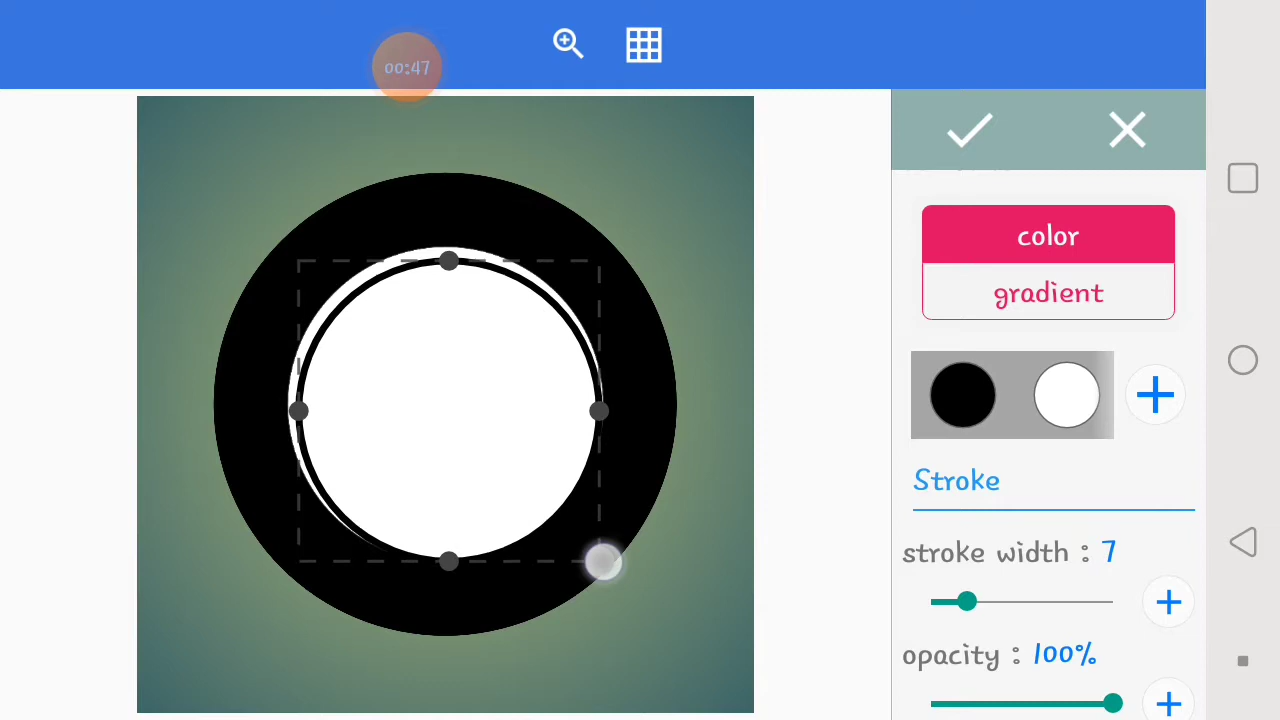 00:47
color
gradient
Stroke
stroke width : 7
opacity : 100%